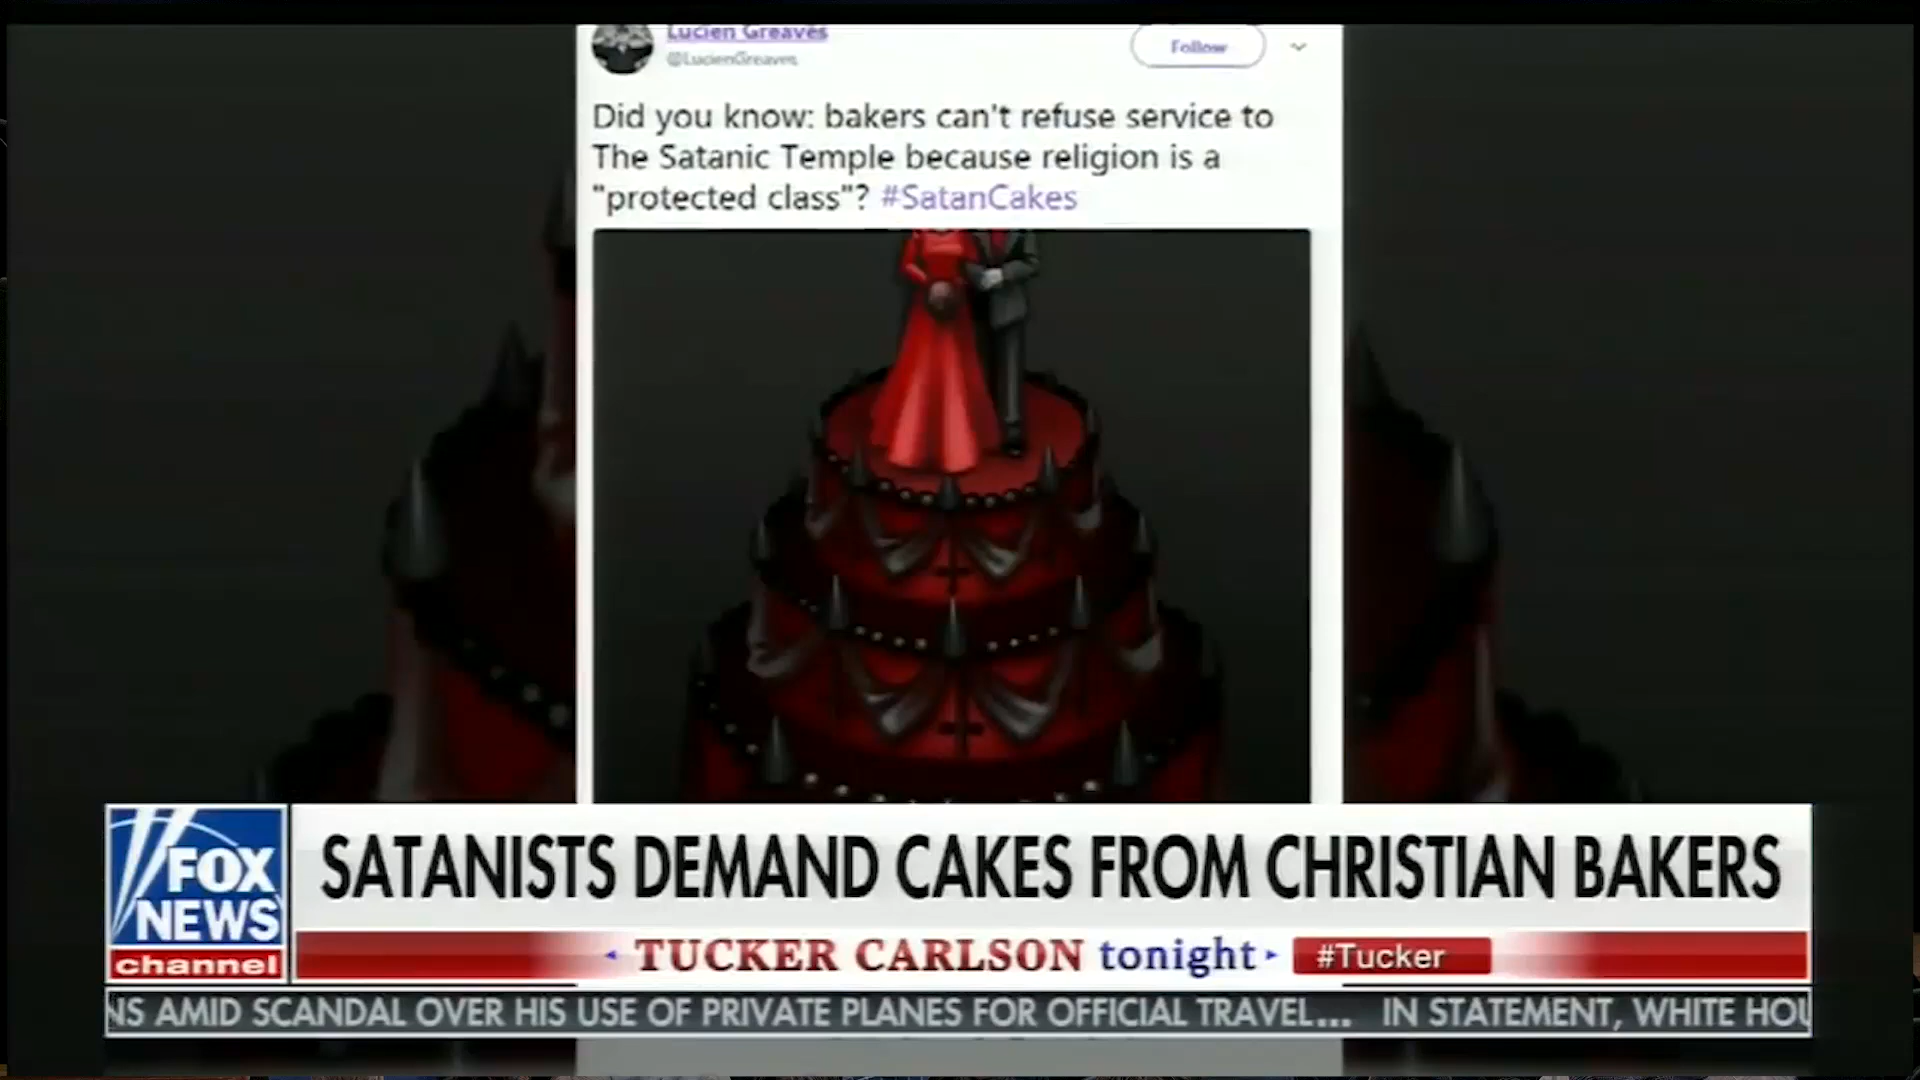 Lucien Greaves
@LucienGreaves
Follow
Did you know: bakers can't refuse service to
The Satanic Temple because religion is a
"protected class"? #SatanCakes
FOX
NEWS
channel
SATANISTS DEMAND CAKES FROM CHRISTIAN BAKERS
TUCKER CARLSON tonight
#Tucker
NS AMID SCANDAL OVER HIS USE OF PRIVATE PLANES FOR OFFICIAL TRAVEL... IN STATEMENT, WHITE HOU